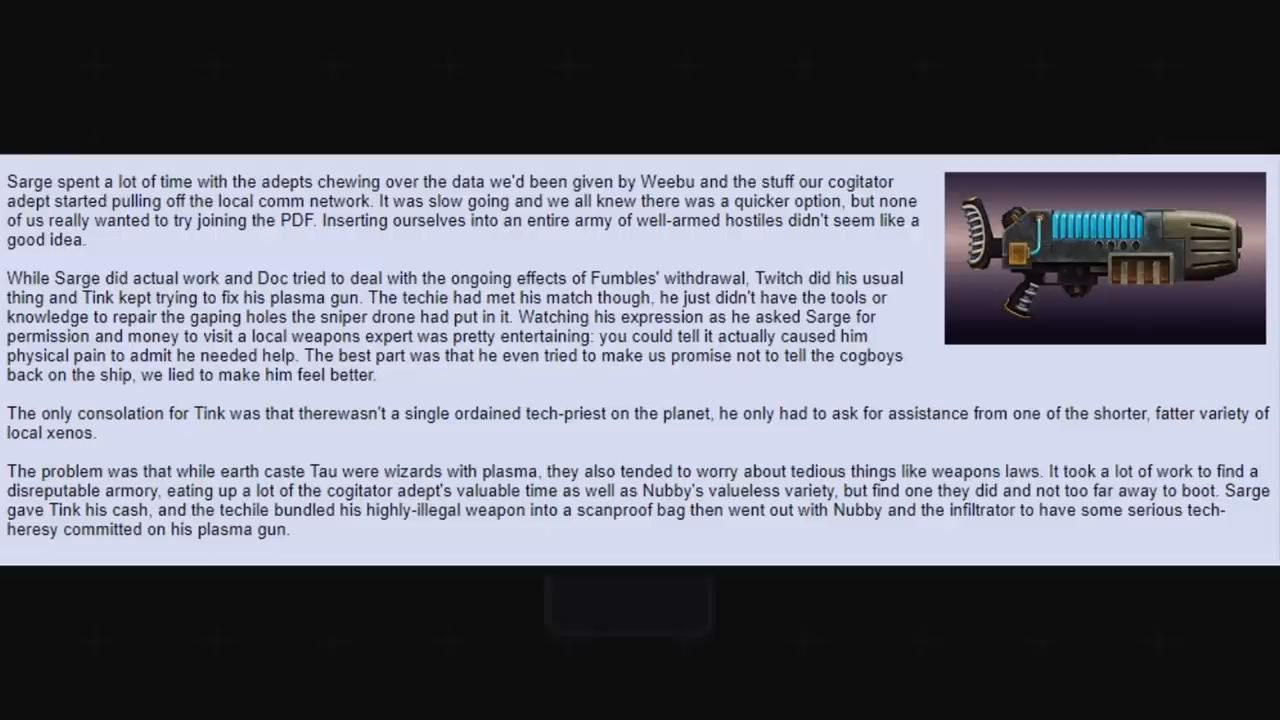 Sarge spent a lot of time with the adepts chewing over the data we'd been given by Weebu and the stuff our cogitator
adept started pulling off the local comm network. It was slow going and we all knew there was a quicker option, but none
of us really wanted to try joining the PDF. Inserting ourselves into an entire army of well-armed hostiles didn't seem like a
good idea.
While Sarge did actual work and Doc tried to deal with the ongoing effects of Fumbles' withdrawal, Twitch did his usual
thing and Tink kept trying to fix his plasma gun. The techie had met his match though, he just didn't have the tools or
knowledge to repair the gaping holes the sniper drone had put in it. Watching his expression as he asked Sarge for
permission and money to visit a local weapons expert was pretty entertaining: you could tell it actually caused him
physical pain to admit he needed help. The best part was that he even tried to make us promise not to tell the cogboys
back on the ship, we lied to make him feel better.
The only consolation for Tink was that therewasn't a single ordained tech-priest on the planet, he only had to ask for assistance from one of the shorter, fatter variety of
local xenos.
The problem was that while earth caste Tau were wizards with plasma, they also tended to worry about tedious things like weapons laws. It took a lot of work to find a
disreputable armory, eating up a lot of the cogitator adept's valuable time as well as Nubby's valueless variety, but find one they did and not too far away to boot. Sarge
gave Tink his cash, and the techile bundled his highly-illegal weapon into a scanproof bag then went out with Nubby and the infiltrator to have some serious tech-
heresy committed on his plasma gun.